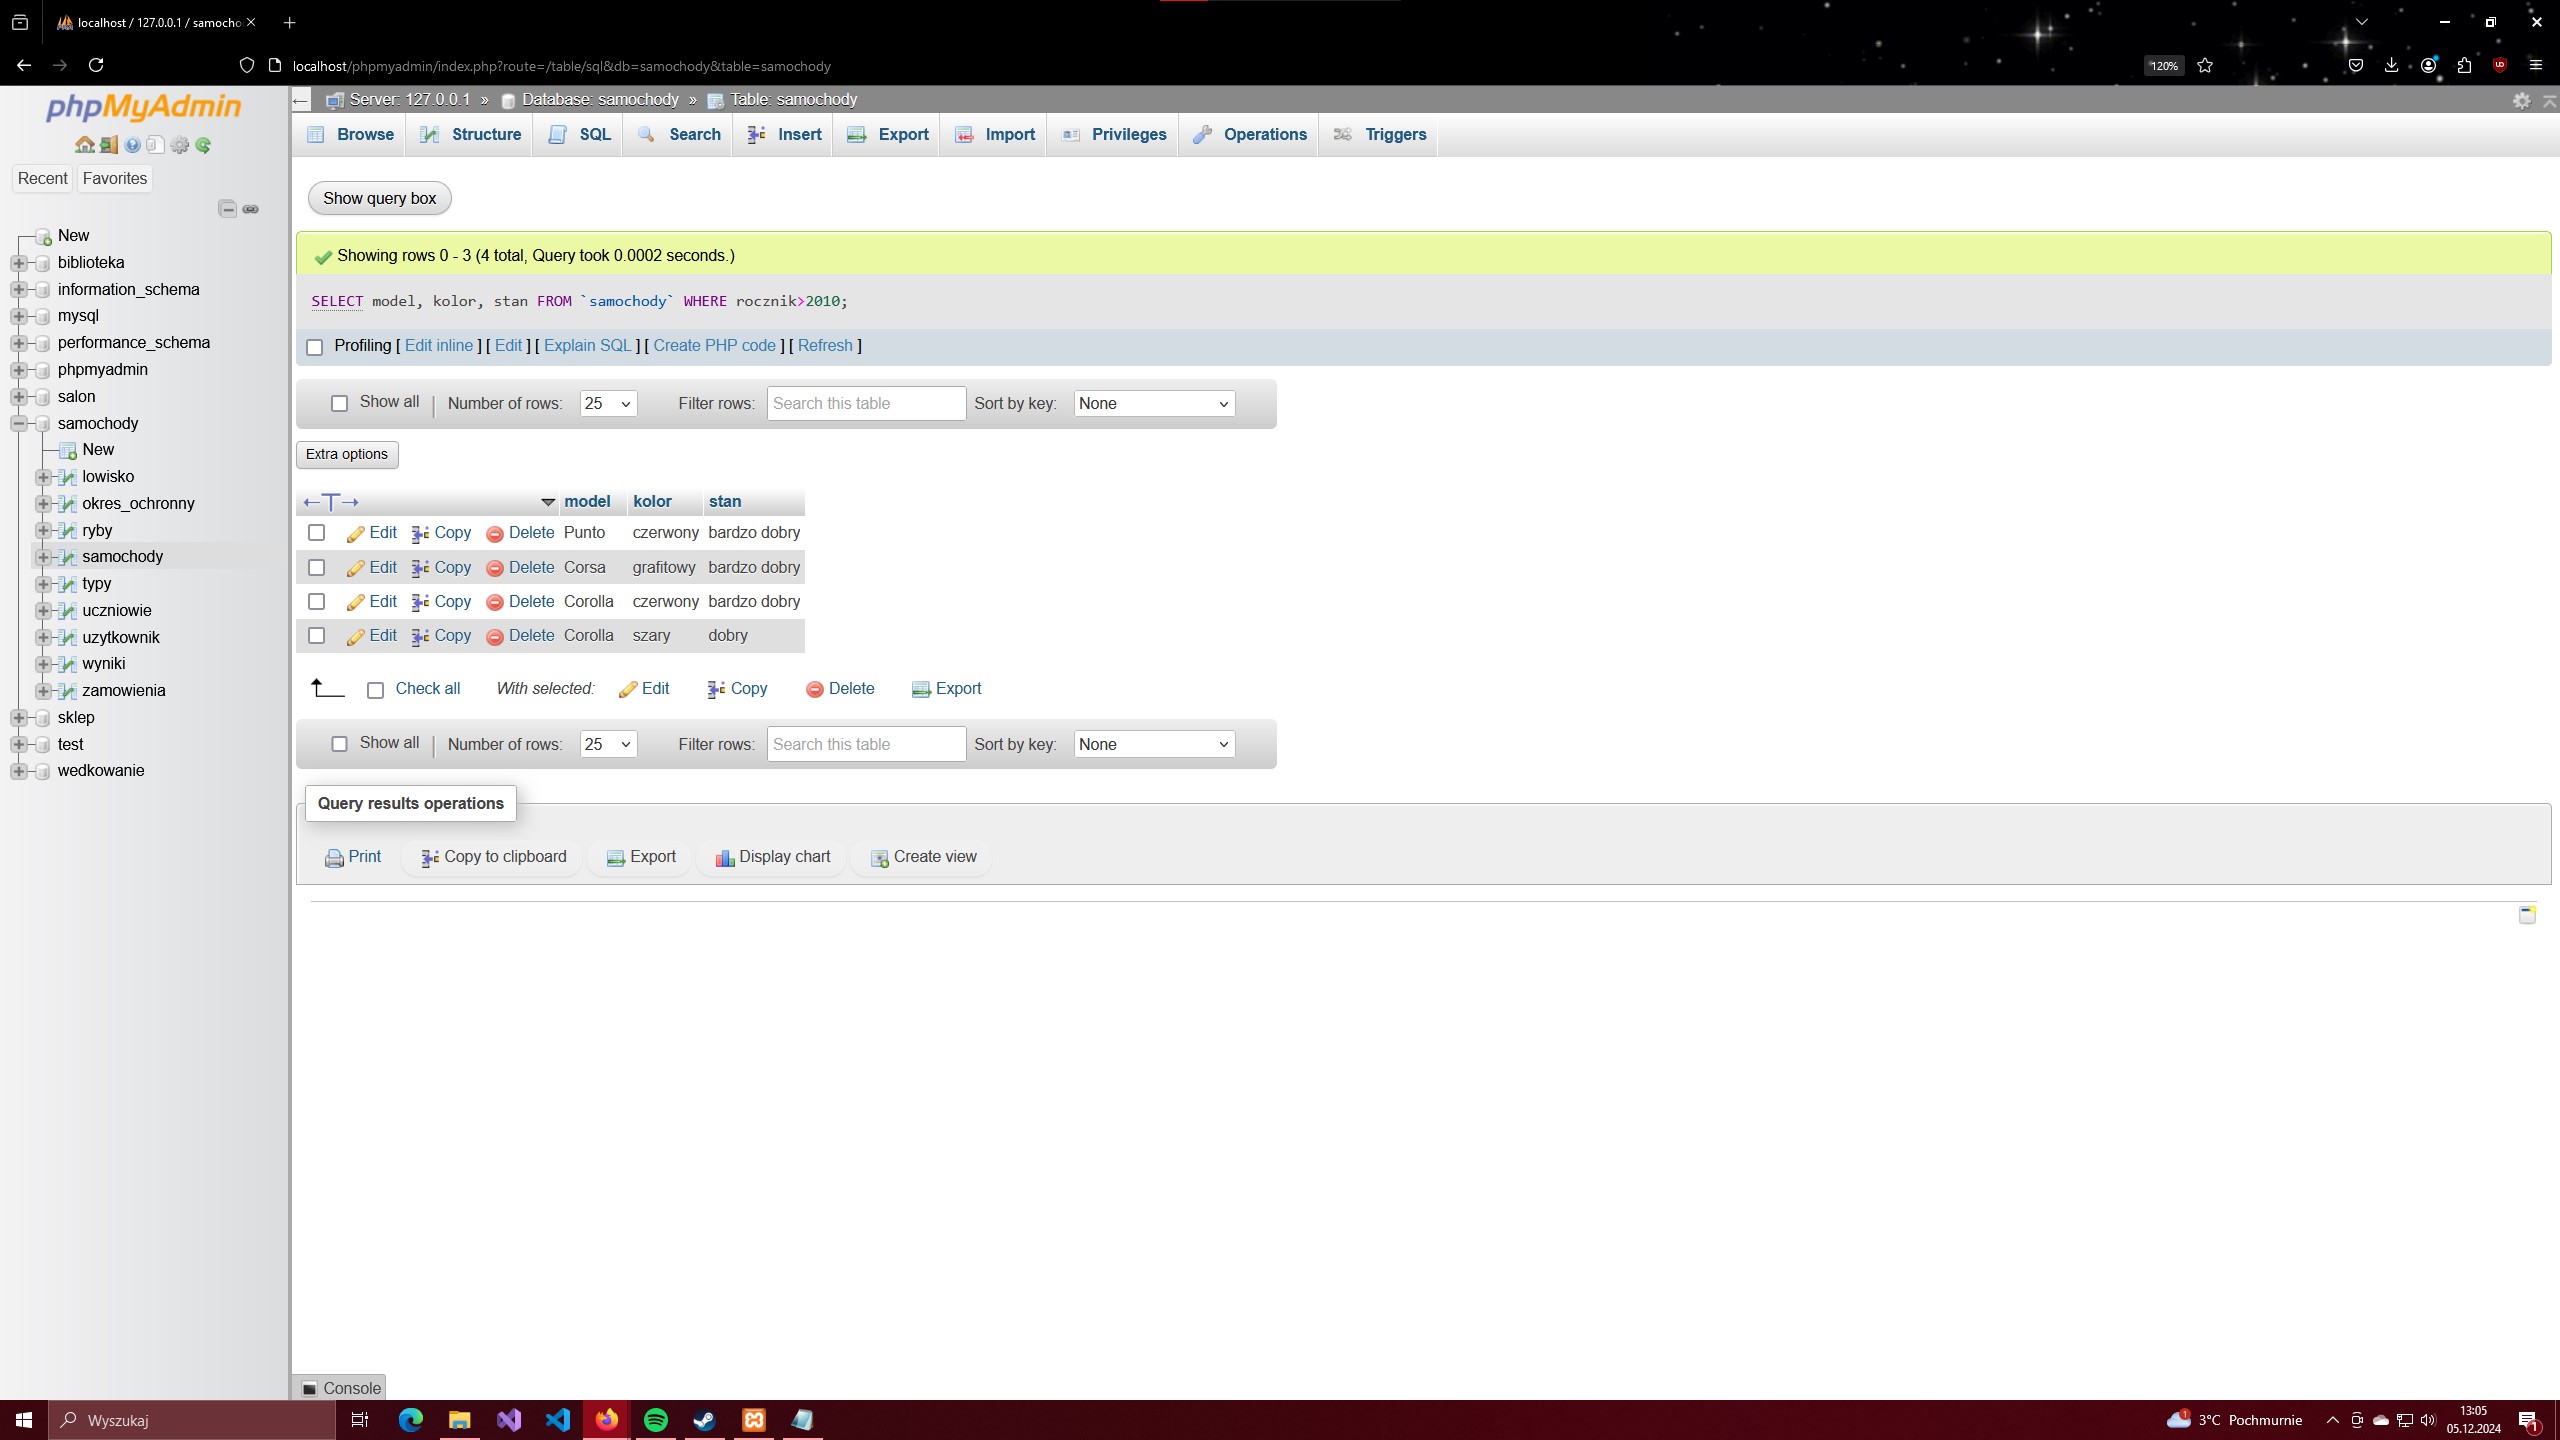 localhost / 127.0.0.1 / samocho
localhost/phpmyadmin/index.php?route=/table/sql&db=samochody&table=samochody
120%
phpMyAdmin
Recent Favorites
New
biblioteka
information_schema
mysql
performance_schema
phpmyadmin
salon
samochody
New
lowisko
okres_ochronny
ryby
samochody
typy
uczniowie
uzytkownik
wyniki
zamowienia
sklep
test
wedkowanie
Server: 127.0.0.1 » Database: samochody » Table: samochody
Browse Structure SQL Search Insert Export Import Privileges Operations Triggers
Show query box
Showing rows 0 - 3 (4 total, Query took 0.0002 seconds.)
SELECT model, kolor, stan FROM `samochody` WHERE rocznik>2010;
Profiling [ Edit inline ] [ Edit ] [ Explain SQL ] [ Create PHP code ] [ Refresh ]
Show all | Number of rows: 25 Filter rows: Search this table Sort by key: None
Extra options
←T→ model kolor stan
Edit Copy Delete Punto czerwony bardzo dobry
Edit Copy Delete Corsa grafitowy bardzo dobry
Edit Copy Delete Corolla czerwony bardzo dobry
Edit Copy Delete Corolla szary dobry
Check all With selected: Edit Copy Delete Export
Show all | Number of rows: 25 Filter rows: Search this table Sort by key: None
Query results operations
Print Copy to clipboard Export Display chart Create view
Console
Wyszukaj
1 3°C Pochmurnie
13:05
05.12.2024
1